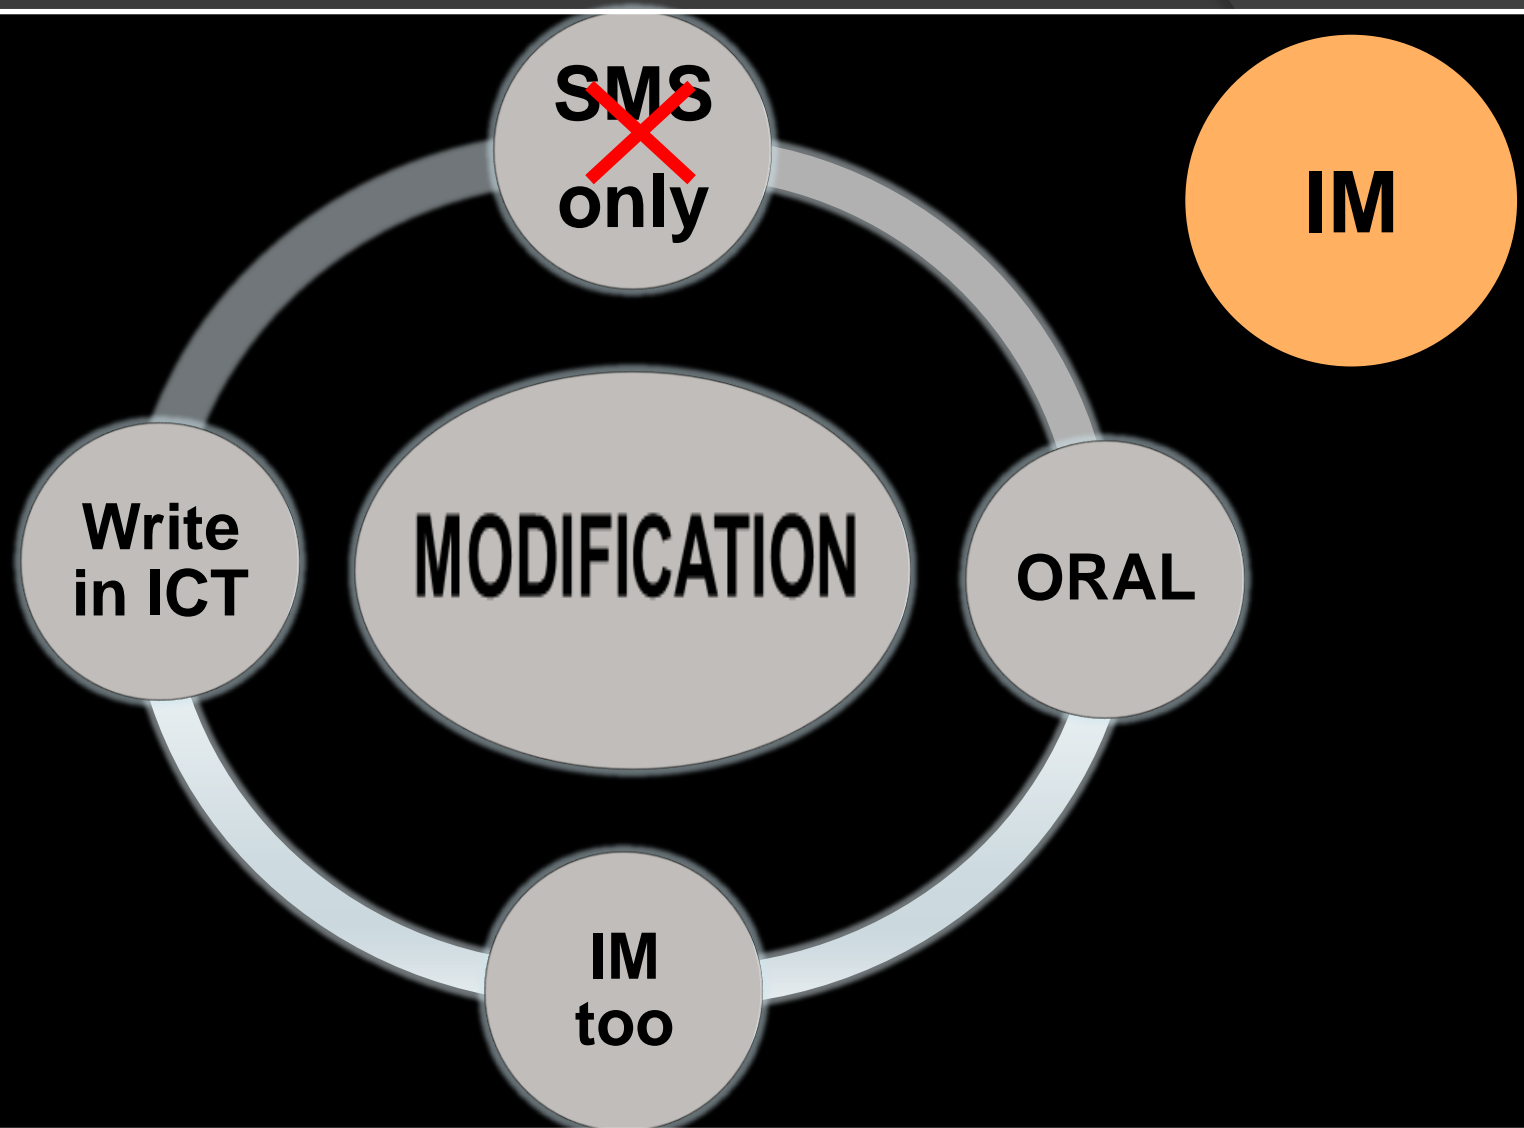 SMS
only
IM
Write
in ICT
MODIFICATION
ORAL
IM
too